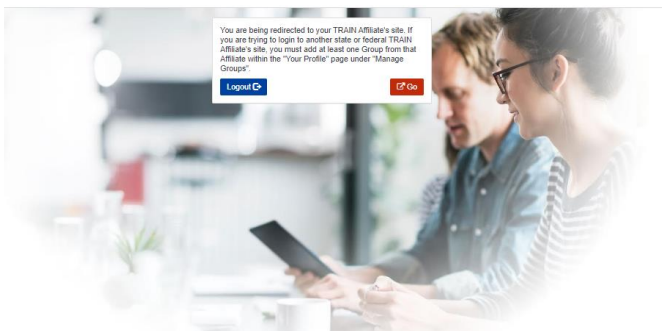 You are being redirected to your TRAIN Affiliate's site. If
you are trying to login to another state or federal TRAIN
Affiliate's site, you must add at least one Group from that
Affiliate within the "Your Profile" page under "Manage
Groups".
Logout
Go